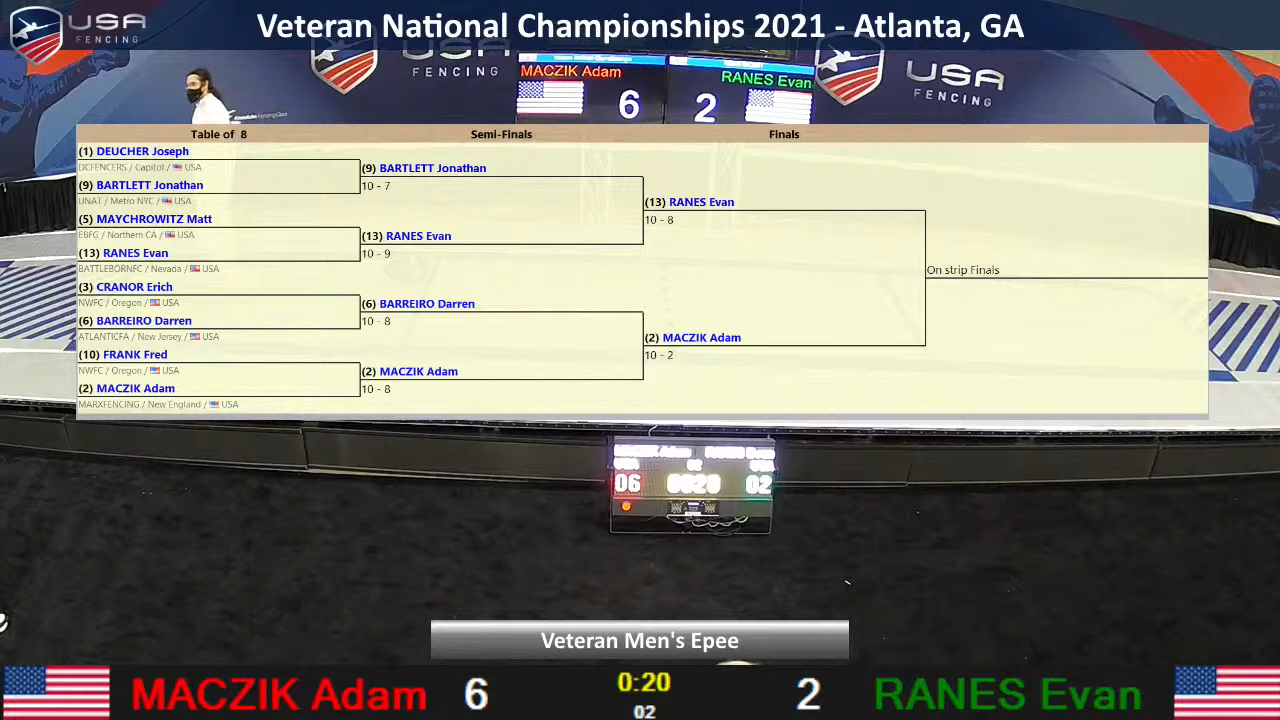 USA
FENCING
Veteran National Championships 2021 - Atlanta, GA
USA
FENCING
MACZIK Adam
6
RANES Evan
2
USA
FENCING
Table of 8
Semi-Finals
Finals
(1) DEUCHER Joseph
DCFENCERS / Capitol / USA
(9) BARTLETT Jonathan
UNAT / Metro NYC / USA
(5) MAYCHROWITZ Matt
EBFG / Northern CA / USA
(13) RANES Evan
BATTLEBORNFC / Nevada / USA
(3) CRANOR Erich
NWFC / Oregon / USA
(6) BARREIRO Darren
ATLANTICFA / New Jersey / USA
(10) FRANK Fred
NWFC / Oregon / USA
(2) MACZIK Adam
MARXFENCING / New England / USA
(9) BARTLETT Jonathan
10 - 7
(13) RANES Evan
10 - 9
(6) BARREIRO Darren
10 - 8
(2) MACZIK Adam
10 - 8
(13) RANES Evan
10 - 8
(2) MACZIK Adam
10 - 2
On strip Finals
06
0020
02
Veteran Men's Epee
MACZIK Adam 6
0:20
02
2 RANES Evan